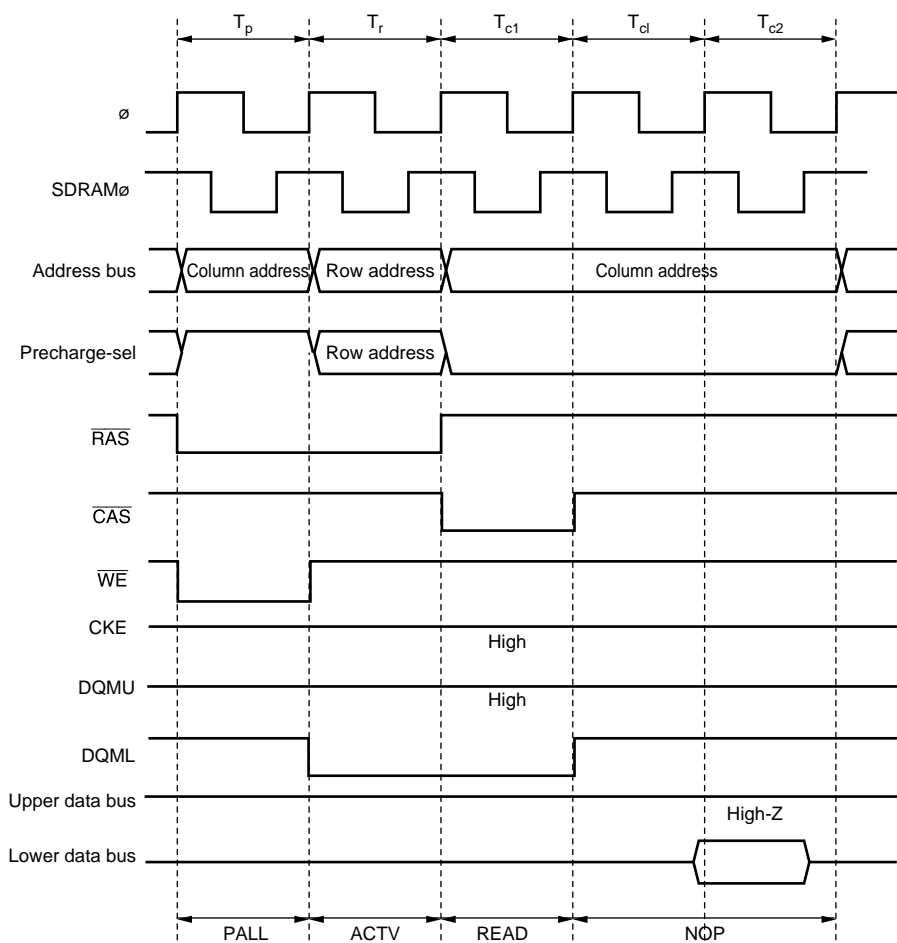 Tp Tr Tc1 Tcl Tc2
ø
SDRAMø
Address bus Column address Row address Column address
Precharge-sel Row address
RAS
CAS
WE
CKE
High
DQMU
High
DQML
Upper data bus
High-Z
Lower data bus
PALL ACTV READ NOP